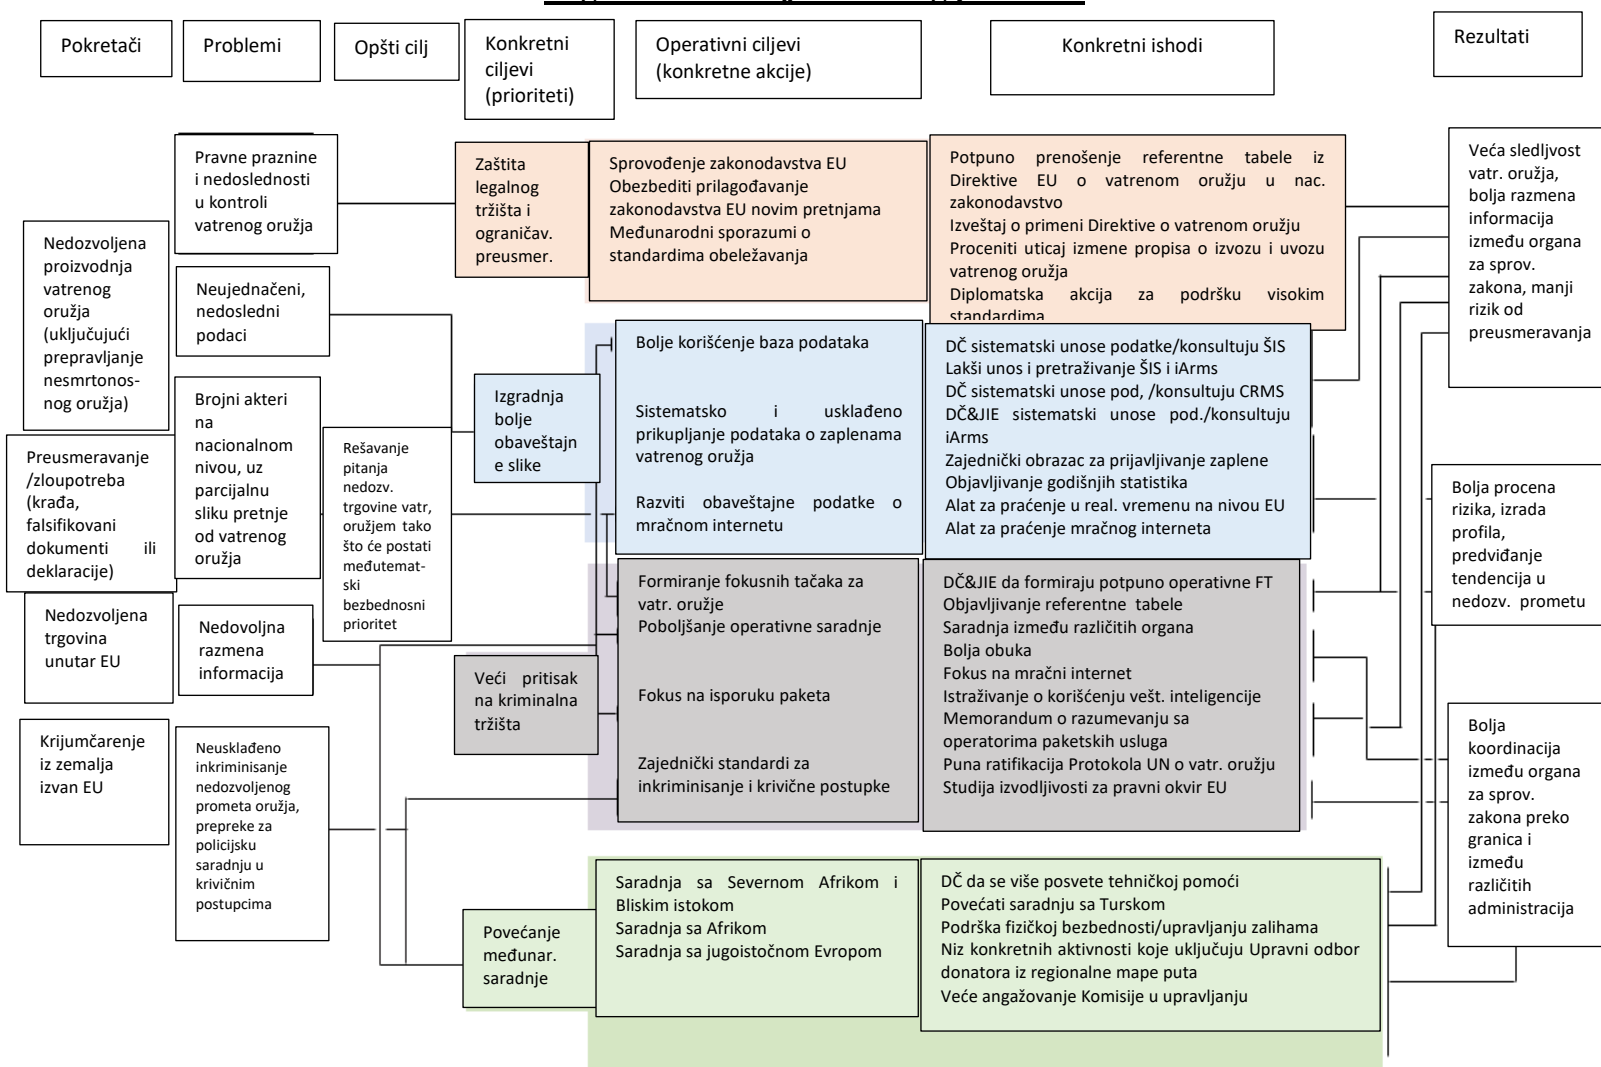 Pokretači
Problemi
Opšti cilj
Konkretni
ciljevi
(prioriteti)
Operativni ciljevi
(konkretne akcije)
Konkretni ishodi
Rezultati
Nedozvoljena
proizvodnja
vatrenog
oružja
(uključujući
prepravljanje
nesmrtonos-
nog oružja)
Preusmeravanje
/zloupotreba
(krađa,
falsifikovani
dokumenti ili
deklaracije)
Nedozvoljena
trgovina
unutar EU
Krijumčarenje
iz zemalja
izvan EU
Pravne praznine
i nedoslednosti
u kontroli
vatrenog oružja
Neujednačeni,
nedosledni
podaci
Brojni akteri
na
nacionalnom
nivou, uz
parcijalnu
sliku pretnje
od vatrenog
oružja
Nedovoljna
razmena
informacija
Neusklađeno
inkriminisanje
nedozvoljenog
prometa oružja,
prepreke za
policijsku
saradnju u
krivičnim
postupcima
Rešavanje
pitanja
nedozv.
trgovine vatr,
oružjem tako
što će postati
međutemat-
ski
bezbednosni
prioritet
Zaštita
legalnog
tržišta i
ograničav.
preusmer.
Sprovođenje zakonodavstva EU
Obezbediti prilagođavanje
zakonodavstva EU novim pretnjama
Međunarodni sporazumi o
standardima obeležavanja
Potpuno prenošenje referentne tabele iz
Direktive EU o vatrenom oružju u nac.
zakonodavstvo
Izveštaj o primeni Direktive o vatrenom oružju
Proceniti uticaj izmene propisa o izvozu i uvozu
vatrenog oružja
Diplomatska akcija za podršku visokim
standardima
Izgradnja
bolje
obaveštajn
e slike
Bolje korišćenje baza podataka
Sistematsko i usklađeno
prikupljanje podataka o zaplenama
vatrenog oružja
Razviti obaveštajne podatke o
mračnom internetu
DČ sistematski unose podatke/konsultuju ŠIS
Lakši unos i pretraživanje ŠIS i iArms
DČ sistematski unose pod, /konsultuju CRMS
DČ&JIE sistematski unose pod./konsultuju
iArms
Zajednički obrazac za prijavljivanje zaplene
Objavljivanje godišnjih statistika
Alat za praćenje u real. vremenu na nivou EU
Alat za praćenje mračnog interneta
Veći pritisak
na kriminalna
tržišta
Formiranje fokusnih tačaka za
vatr. oružje
Poboljšanje operativne saradnje
Fokus na isporuku paketa
Zajednički standardi za
inkriminisanje i krivične postupke
DČ&JIE da formiraju potpuno operativne FT
Objavljivanje referentne tabele
Saradnja između različitih organa
Bolja obuka
Fokus na mračni internet
Istraživanje o korišćenju vešt. inteligencije
Memorandum o razumevanju sa
operatorima paketskih usluga
Puna ratifikacija Protokola UN o vatr. oružju
Studija izvodljivosti za pravni okvir EU
Povećanje
međunar.
saradnje
Saradnja sa Severnom Afrikom i
Bliskim istokom
Saradnja sa Afrikom
Saradnja sa jugoistočnom Evropom
DČ da se više posvete tehničkoj pomoći
Povećati saradnju sa Turskom
Podrška fizičkoj bezbednosti/upravljanju zalihama
Niz konkretnih aktivnosti koje uključuju Upravni odbor
donatora iz regionalne mape puta
Veće angažovanje Komisije u upravljanju
Veća sledljvost
vatr. oružja,
bolja razmena
informacija
između organa
za sprov.
zakona, manji
rizik od
preusmeravanja
Bolja procena
rizika, izrada
profila,
predviđanje
tendencija u
nedozv. prometu
Bolja
koordinacija
između organa
za sprov.
zakona preko
granica i
između
različitih
administracija